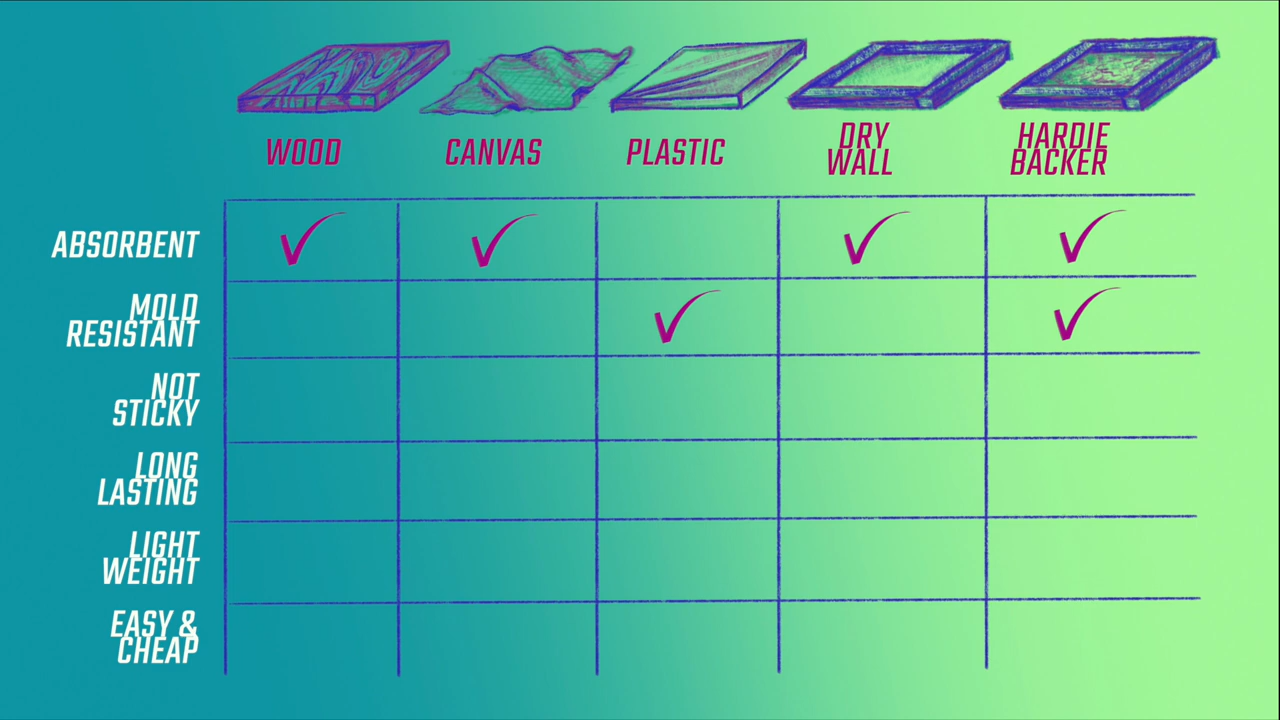 WOOD
CANVAS
PLASTIC
DRY
WALL
HARDIE
BACKER
ABSORBENT
MOLD
RESISTANT
NOT
STICKY
LONG
LASTING
LIGHT
WEIGHT
EASY &
CHEAP